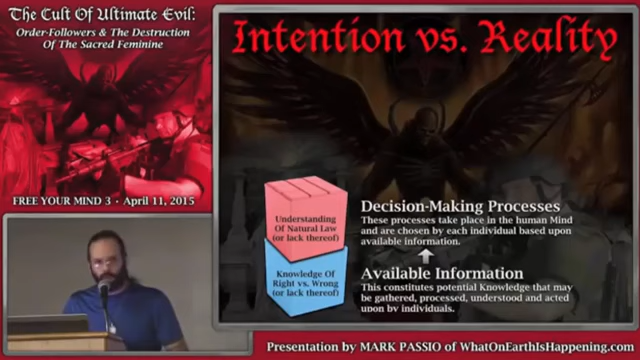 The Cult Of Ultimate Evil:
Order-Followers & The Destruction
Of The Sacred Feminine
FREE YOUR MIND 3 • April 11, 2015
Intention vs. Reality
Understanding
Of Natural Law
(or lack thereof)
Decision-Making Processes
These processes take place in the human Mind
and are chosen by each individual based upon
available information.
Knowledge Of
Right vs. Wrong
(or lack thereof)
Available Information
This constitutes potential Knowledge that may
be gathered, processed, understood and acted
upon by individuals.
Presentation by MARK PASSIO of WhatOnEarthIsHappening.com